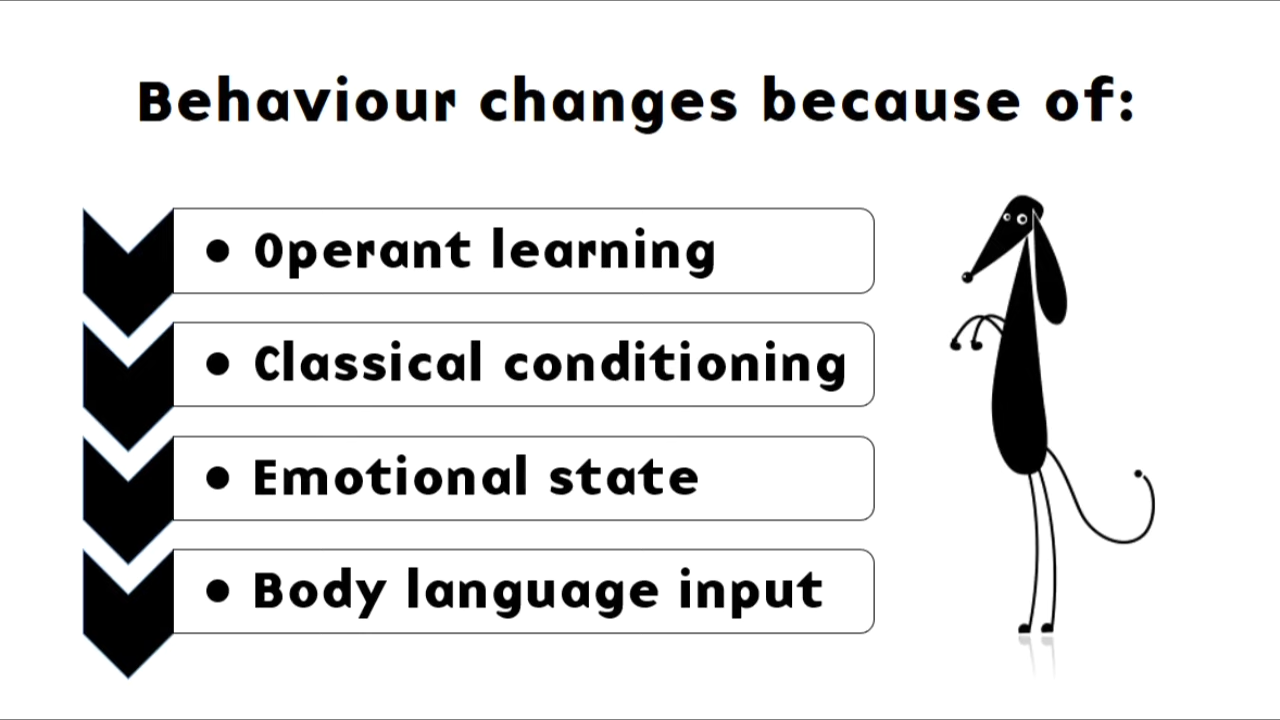 Behaviour changes because of:
• Operant learning
• Classical conditioning
• Emotional state
• Body language input